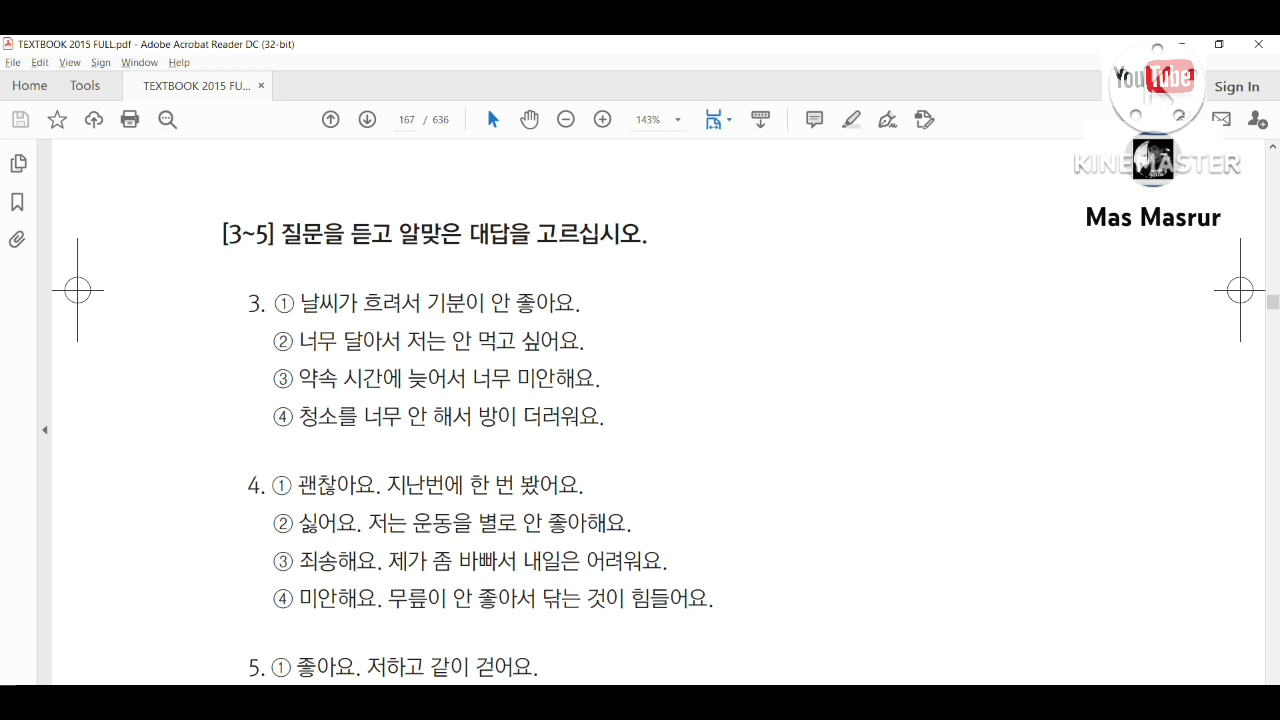 TEXTBOOK 2015 FULL.pdf - Adobe Acrobat Reader DC (32-bit)
File Edit View Sign Window Help
Home Tools TEXTBOOK 2015 FU... × Sign In
167 / 636 143%
YouTube
KINEMASTER
Mas Masrur
[3~5] 질문을 듣고 알맞은 대답을 고르십시오.
3. ① 날씨가 흐려서 기분이 안 좋아요.
② 너무 달아서 저는 안 먹고 싶어요.
③ 약속 시간에 늦어서 너무 미안해요.
④ 청소를 너무 안 해서 방이 더러워요.
4. ① 괜찮아요. 지난번에 한 번 봤어요.
② 싫어요. 저는 운동을 별로 안 좋아해요.
③ 죄송해요. 제가 좀 바빠서 내일은 어려워요.
④ 미안해요. 무릎이 안 좋아서 닦는 것이 힘들어요.
5. ① 좋아요. 저하고 같이 걷어요.